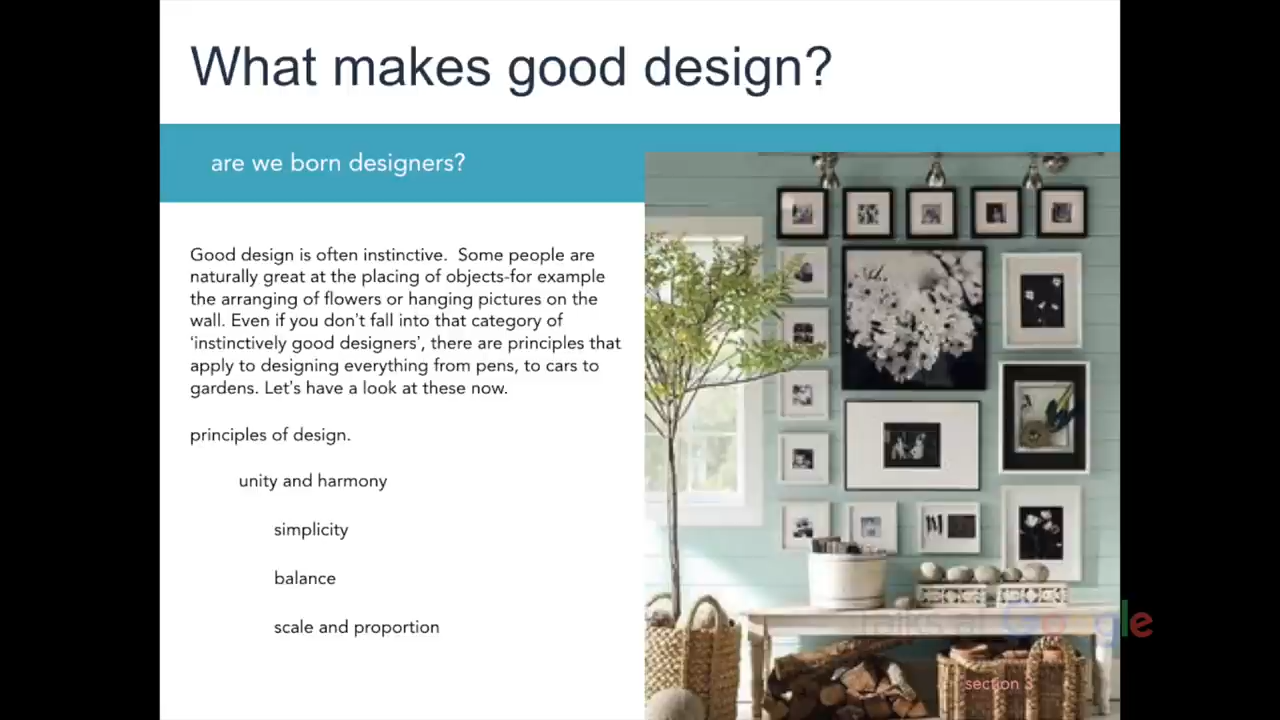 What makes good design?
are we born designers?
Good design is often instinctive.  Some people are
naturally great at the placing of objects-for example
the arranging of flowers or hanging pictures on the
wall. Even if you don't fall into that category of
‘instinctively good designers’, there are principles that
apply to designing everything from pens, to cars to
gardens. Let's have a look at these now.
principles of design.
unity and harmony
simplicity
balance
scale and proportion
Talks at Google
section 3